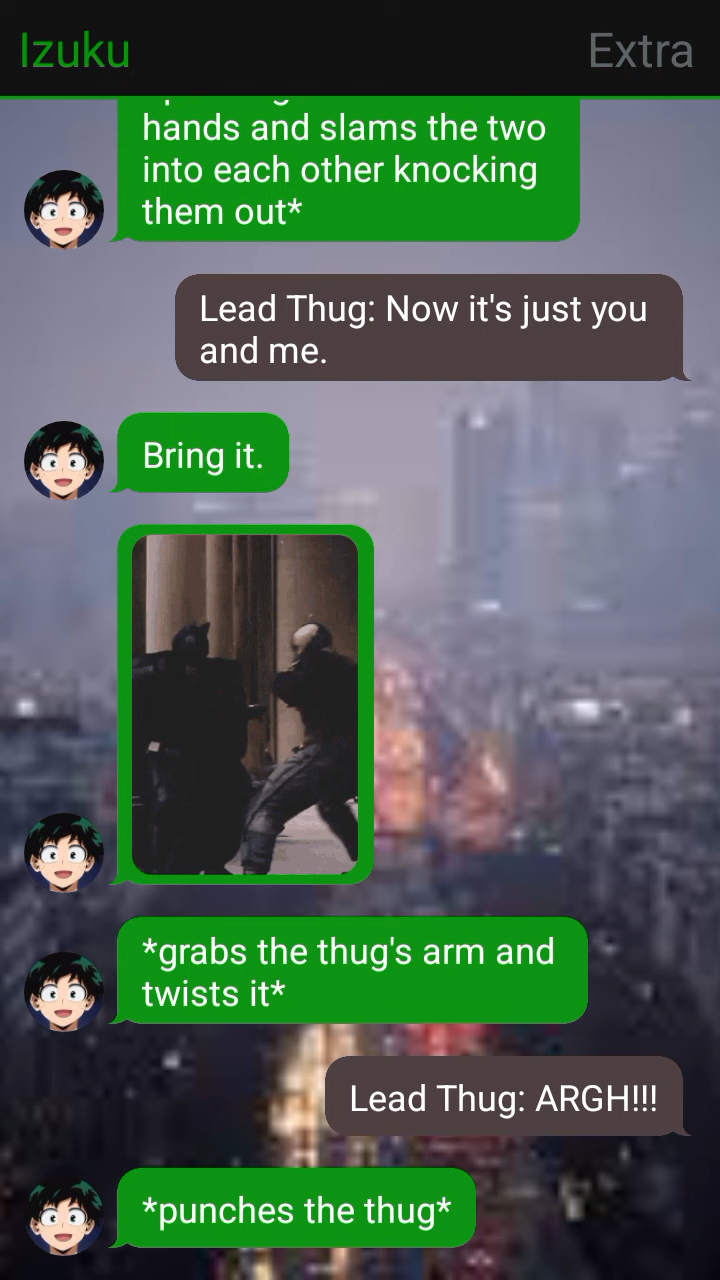 Izuku
Extra
hands and slams the two
into each other knocking
them out*
Lead Thug: Now it's just you
and me.
Bring it.
*grabs the thug's arm and
twists it*
Lead Thug: ARGH!!!
*punches the thug*